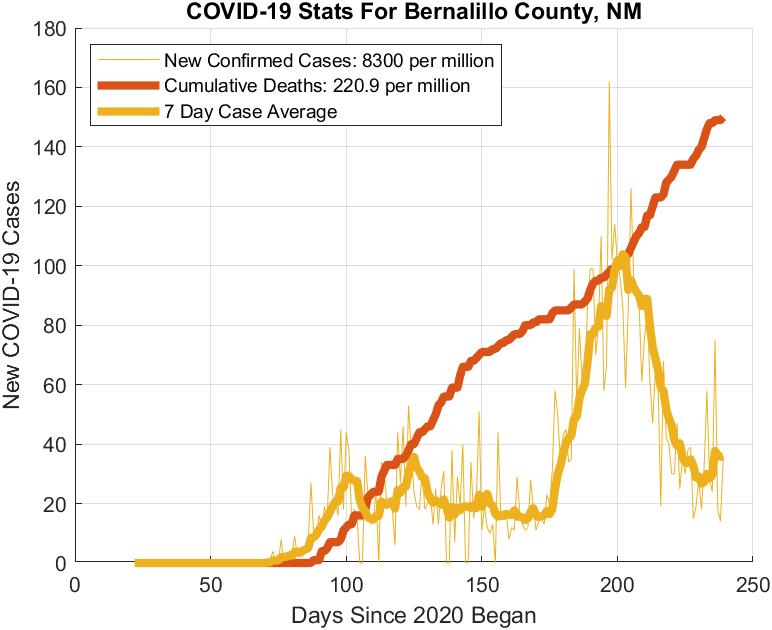 COVID-19 Stats For Bernalillo County, NM
180
160
140
120
100
80
60
40
20
0
New COVID-19 Cases
New Confirmed Cases: 8300 per million
Cumulative Deaths: 220.9 per million
7 Day Case Average
0 50 100 150 200 250
Days Since 2020 Began